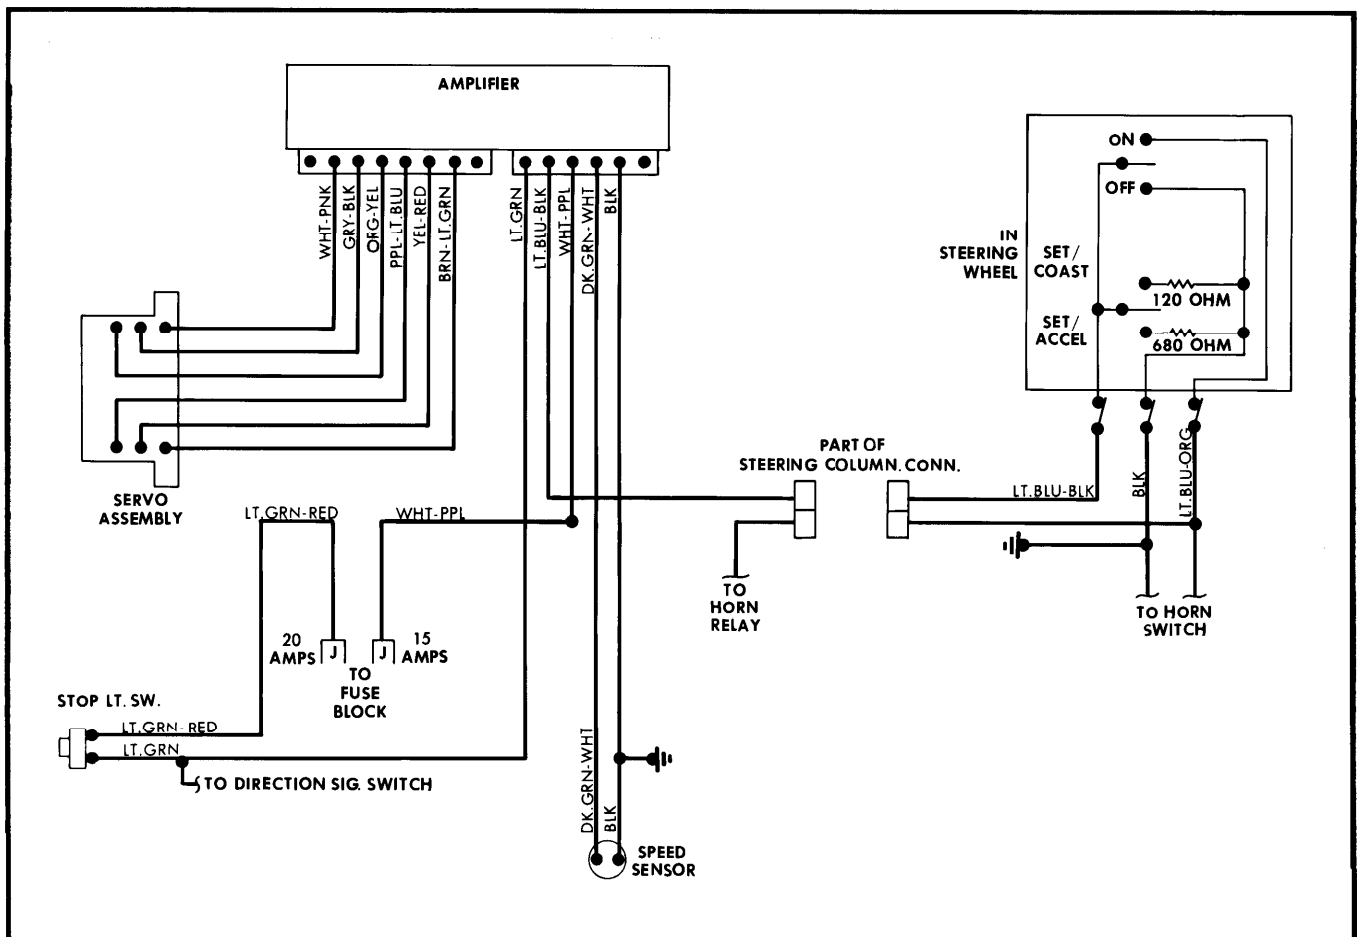 AMPLIFIER
WHT-PNK
GRY-BLK
OFG-YEL
PPL-LT.BLU
YEL-RED
BRN-LT.GRN
LT.GRN
LT.BLU-BLK
WHT-PPL
DK.GRN-WHT
BLK
ON
OFF
IN
STEERING
WHEEL
SET/
COAST
120 OHM
SET/
ACCEL
680 OHM
PART OF
STEERING COLUMN. CONN.
LT.BLU-BLK
BLK
LT.BLU-ORG
SERVO
ASSEMBLY
LT.GRN-RED
WHT-PPL
TO
HORN
RELAY
TO HORN
SWITCH
20
AMPS
J
J
15
AMPS
TO
FUSE
BLOCK
STOP LT. SW.
LT.GRN-RED
LT.GRN
TO DIRECTION SIG. SWITCH
DK.GRN-WHT
BLK
SPEED
SENSOR